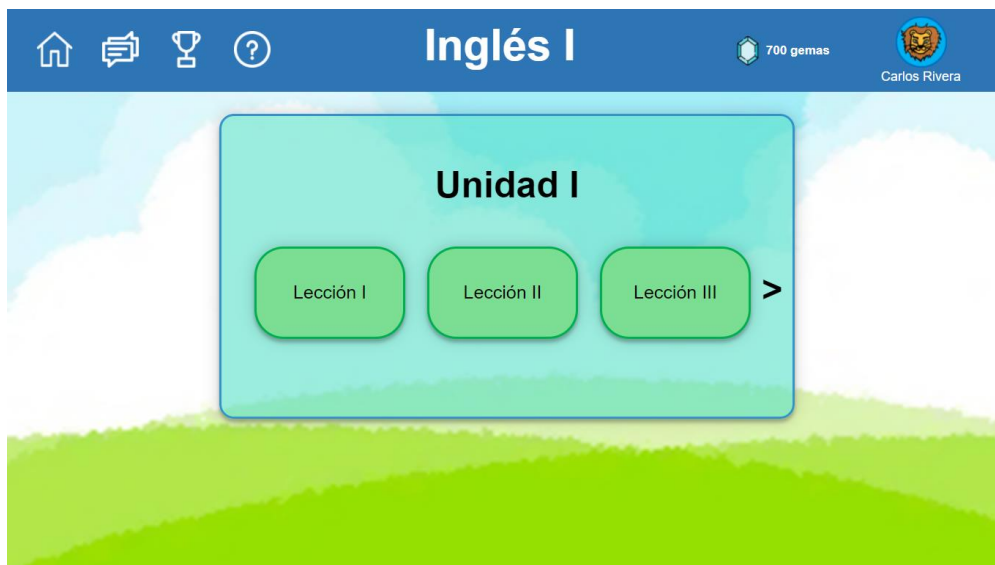 Inglés I
700 gemas
Carlos Rivera
Unidad I
Lección I
Lección II
Lección III
>